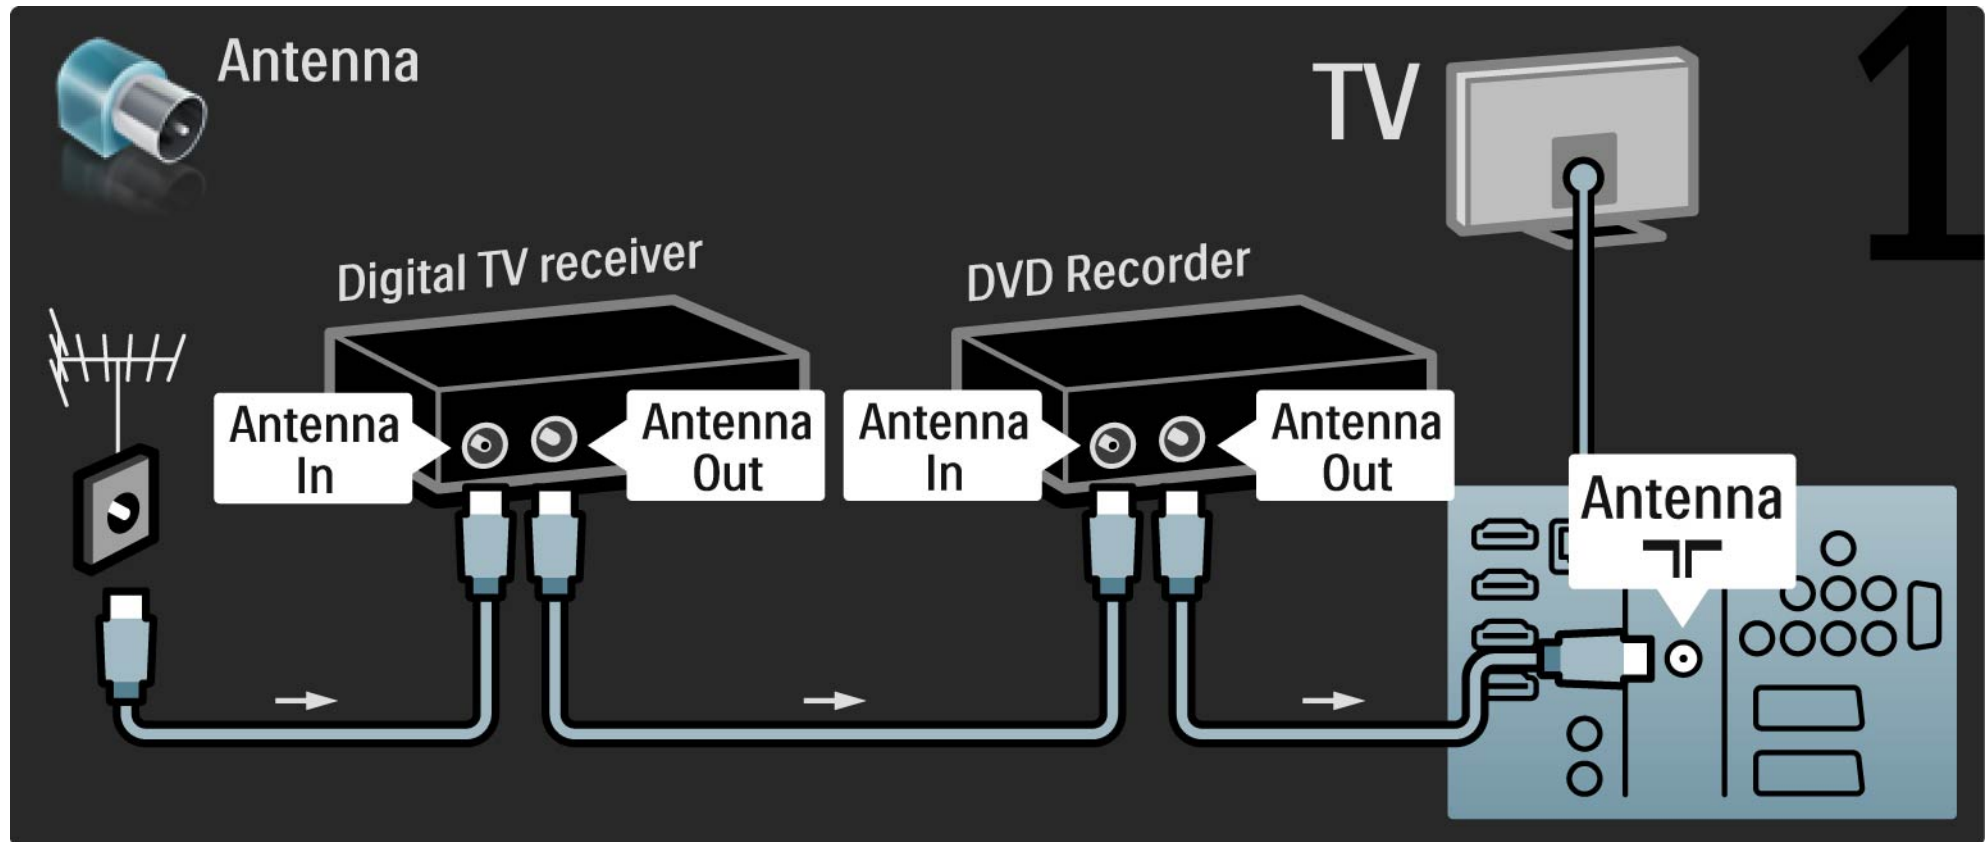 Antenna
TV
1
Digital TV receiver
DVD Recorder
Antenna
In
Antenna
Out
Antenna
In
Antenna
Out
Antenna